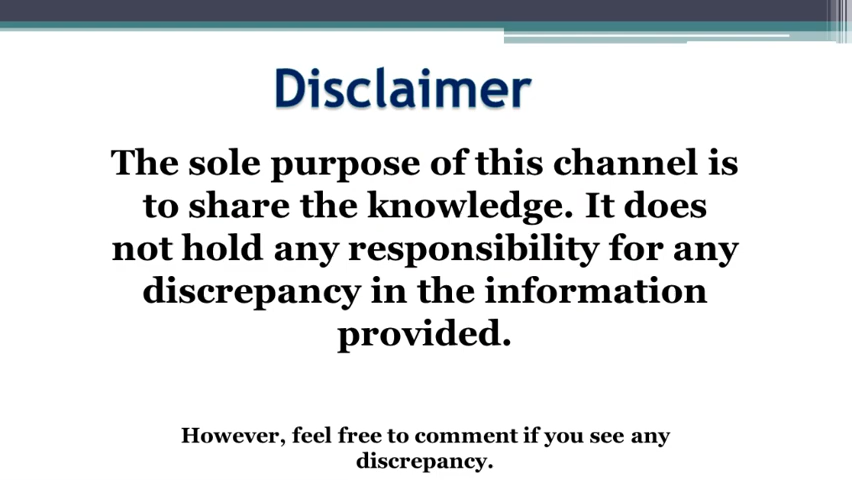 Disclaimer
The sole purpose of this channel is
to share the knowledge. It does
not hold any responsibility for any
discrepancy in the information
provided.
However, feel free to comment if you see any
discrepancy.